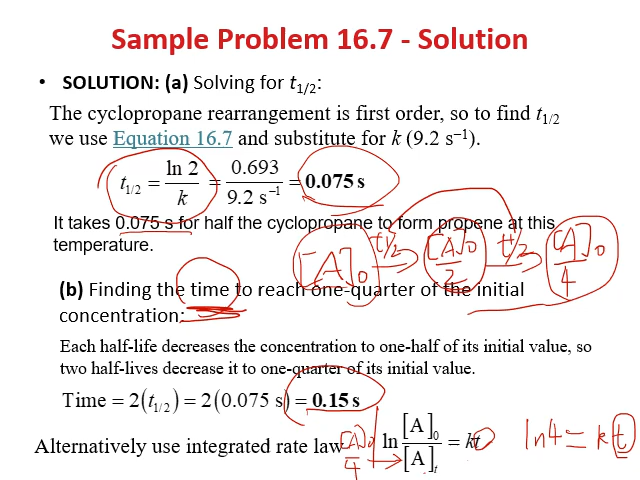 Sample Problem 16.7 - Solution
• SOLUTION: (a) Solving for t1/2:
The cyclopropane rearrangement is first order, so to find t1/2
we use Equation 16.7 and substitute for k (9.2 s⁻¹).
t1/2 = ln 2 / k = 0.693 / 9.2 s⁻¹ = 0.075 s
It takes 0.075 s for half the cyclopropane to form propene at this
temperature.
[A]₀ t1/2 → [A]₀/2 t1/2 → [A]₀/4
(b) Finding the time to reach one-quarter of the initial
concentration:
Each half-life decreases the concentration to one-half of its initial value, so
two half-lives decrease it to one-quarter of its initial value.
Time = 2(t1/2) = 2(0.075 s) = 0.15 s
Alternatively use integrated rate law ln [A]₀ / [A]t = kt
[A]₀/4 →
ln4 = kt